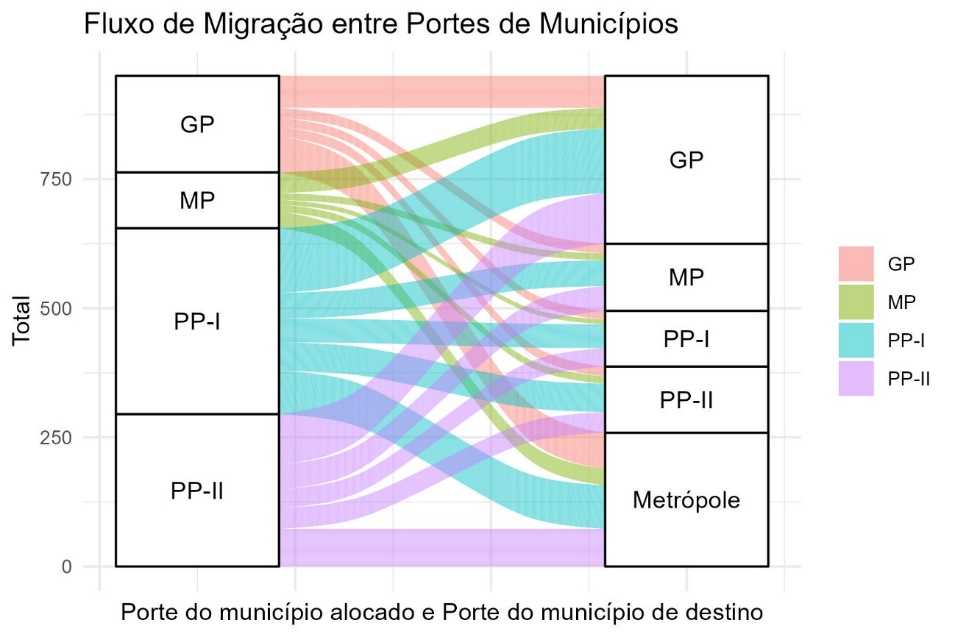 Fluxo de Migração entre Portes de Municípios
Total
750
500
250
0
GP
MP
PP-I
PP-II
GP
MP
PP-I
PP-II
Metrópole
GP
MP
PP-I
PP-II
Porte do município alocado e Porte do município de destino